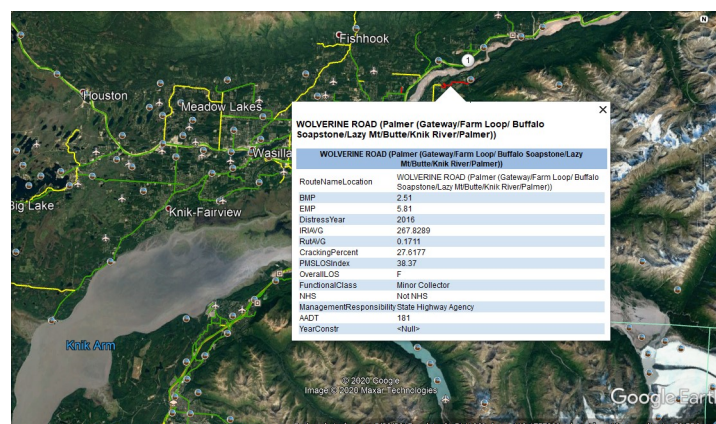 N
Fishhook
1
Houston
Meadow Lakes
Wasilla
Big Lake
Knik-Fairview
Knik Arm
WOLVERINE ROAD (Palmer (Gateway/Farm Loop/ Buffalo
Soapstone/Lazy Mt/Butte/Knik River/Palmer))
WOLVERINE ROAD (Palmer (Gateway/Farm Loop/ Buffalo Soapstone/Lazy
Mt/Butte/Knik River/Palmer))
RouteNameLocation WOLVERINE ROAD (Palmer (Gateway/Farm Loop/ Buffalo
Soapstone/Lazy Mt/Butte/Knik River/Palmer))
BMP 2.51
EMP 5.81
DistressYear 2016
IRIAVG 267.8289
RutAVG 0.1711
CrackingPercent 27.6177
PMSLOSIndex 38.37
OverallLOS F
FunctionalClass Minor Collector
NHS Not NHS
ManagementResponsibility State Highway Agency
AADT 181
YearConstr <Null>
© 2020 Google
Image © 2020 Maxar Technologies
Google Earth